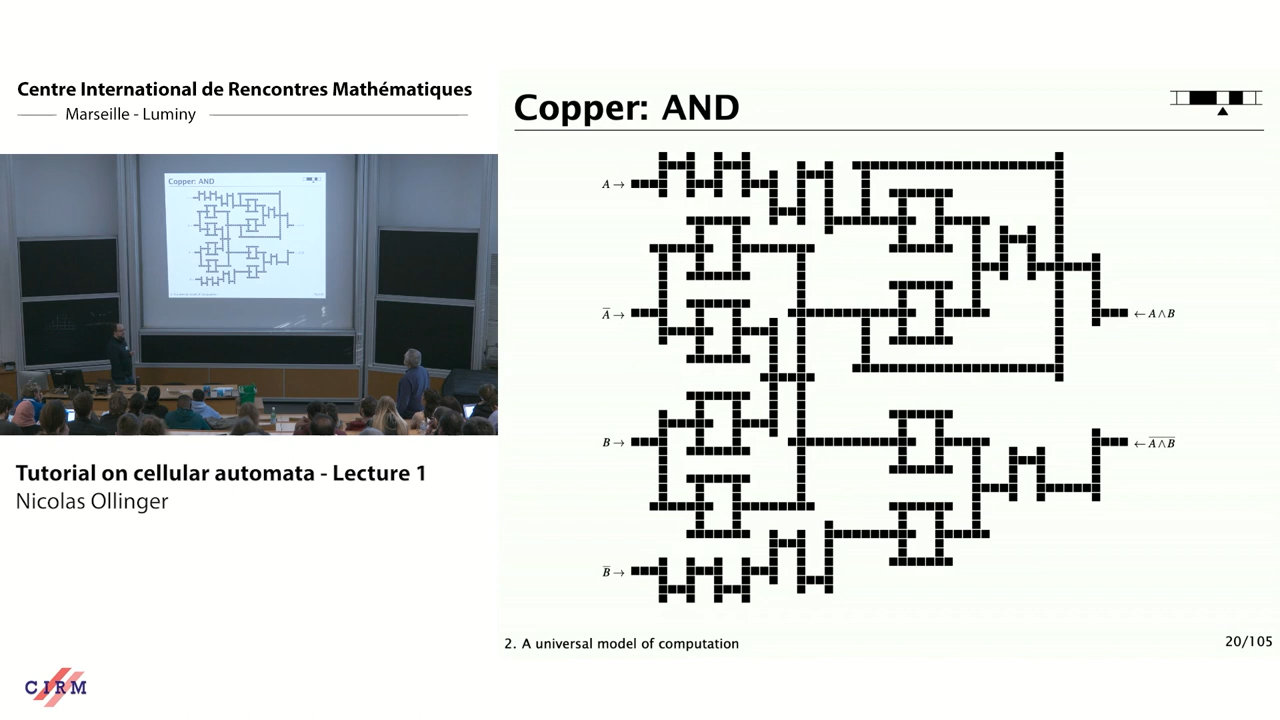 Centre International de Rencontres Mathématiques
Marseille - Luminy
Copper: AND
A →
A̅ →
B →
B̅ →
← A∧B
← A̅∧̅B̅
Copper: AND
Tutorial on cellular automata - Lecture 1
Nicolas Ollinger
2. A universal model of computation
20/105
CIRM